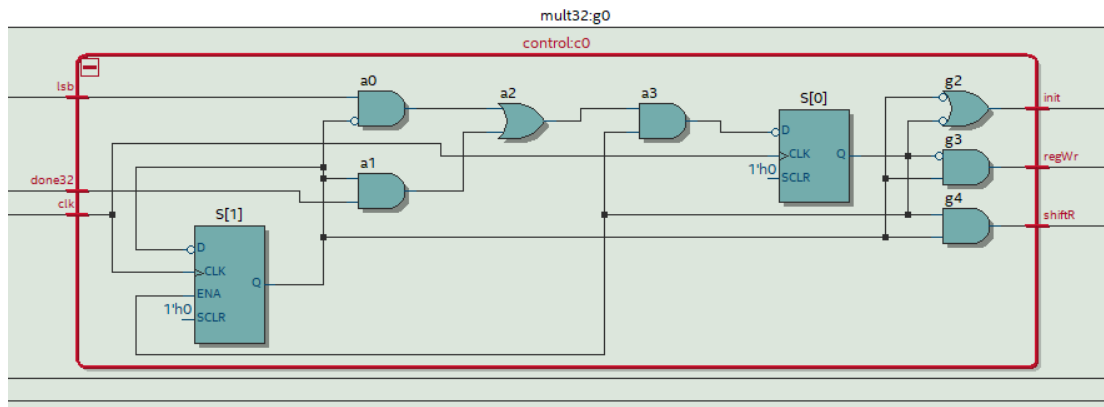 mult32:g0
control:c0
lsb
a0
a2
a3
S[0]
g2
init
D
CLK
Q
1'h0
SCLR
g3
regWr
a1
done32
clk
S[1]
g4
shiftR
D
CLK
Q
ENA
1'h0
SCLR